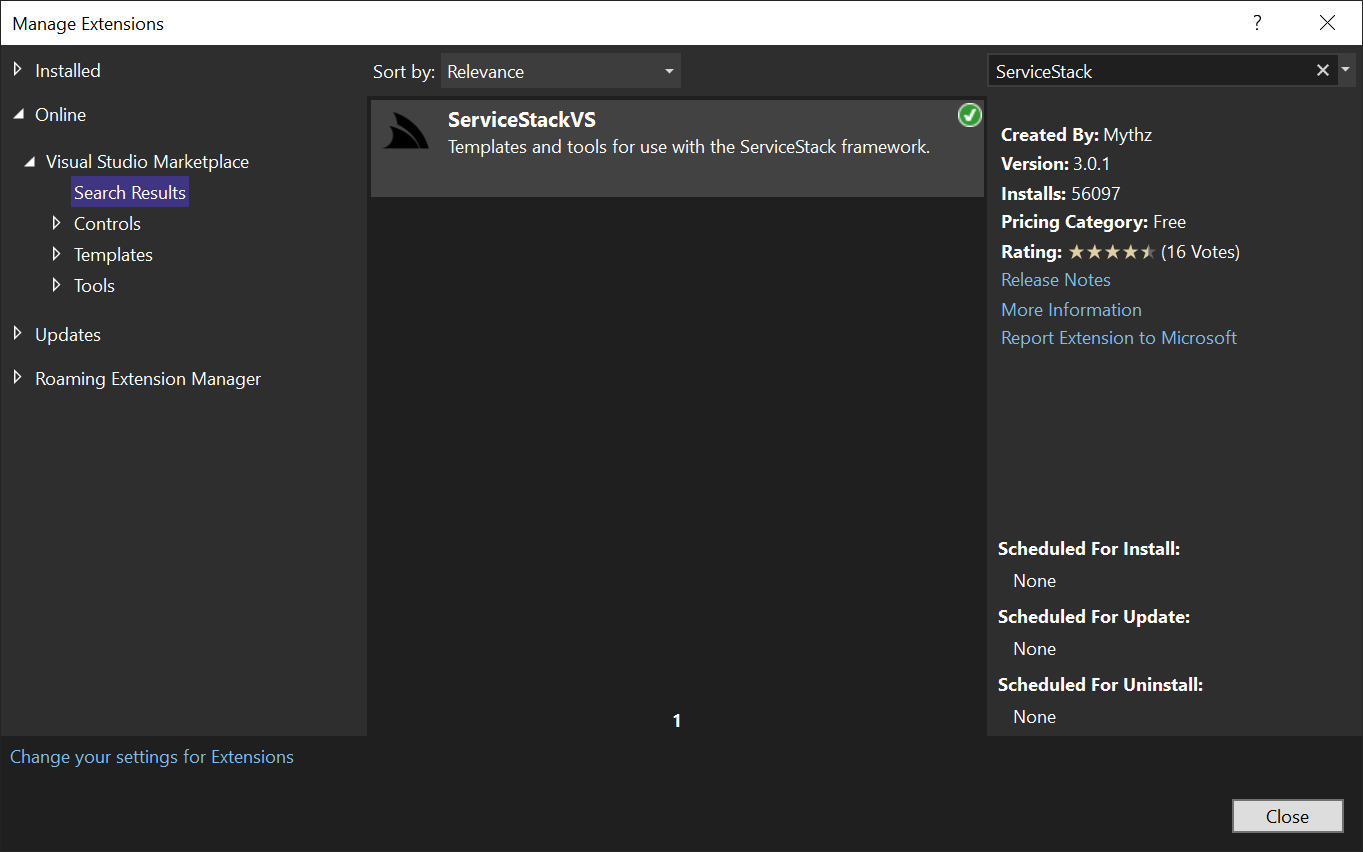 Manage Extensions
?
Installed
Online
Visual Studio Marketplace
Search Results
Controls
Templates
Tools
Updates
Roaming Extension Manager
Change your settings for Extensions
Sort by: Relevance
ServiceStackVS
Templates and tools for use with the ServiceStack framework.
1
ServiceStack
Created By: Mythz
Version: 3.0.1
Installs: 56097
Pricing Category: Free
Rating: (16 Votes)
Release Notes
More Information
Report Extension to Microsoft
Scheduled For Install:
None
Scheduled For Update:
None
Scheduled For Uninstall:
None
Close